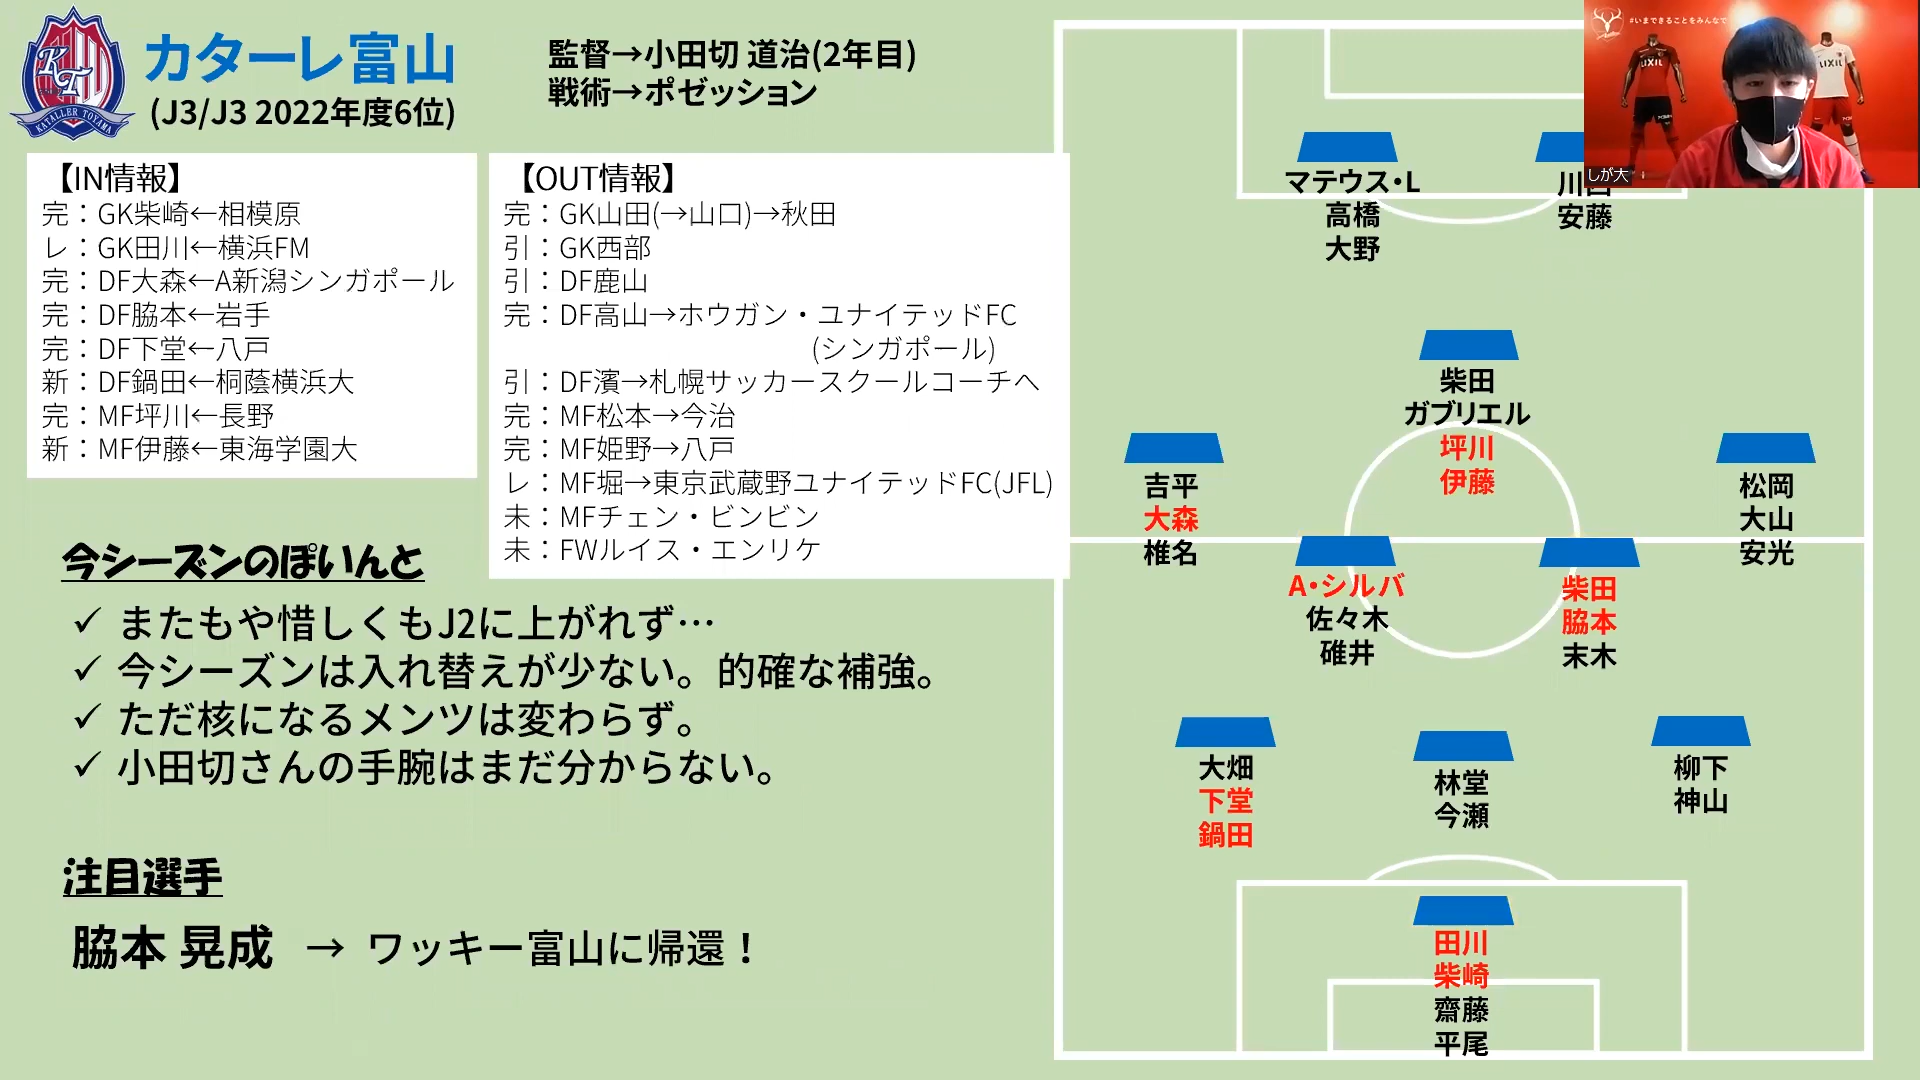 カターレ富山
(J3/J3 2022年度6位)
KATALLER TOYAMA
監督→小田切 道治(2年目)
戦術→ポゼッション
【IN情報】
完：GK柴崎←相模原
レ：GK田川←横浜FM
完：DF大森←A新潟シンガポール
完：DF脇本←岩手
完：DF下堂←八戸
新：DF鍋田←桐蔭横浜大
完：MF坪川←長野
新：MF伊藤←東海学園大
【OUT情報】
完：GK山田(→山口)→秋田
引：GK西部
引：DF鹿山
完：DF高山→ホウガン・ユナイテッドFC
(シンガポール)
引：DF濱→札幌サッカースクールコーチへ
完：MF松本→今治
完：MF姫野→八戸
レ：MF堀→東京武蔵野ユナイテッドFC(JFL)
未：MFチェン・ビンビン
未：FWルイス・エンリケ
今シーズンのぽいんと
✓ またもや惜しくもJ2に上がれず…
✓ 今シーズンは入れ替えが少ない。的確な補強。
✓ ただ核になるメンツは変わらず。
✓ 小田切さんの手腕はまだ分からない。
注目選手
脇本 晃成 → ワッキー富山に帰還！
マテウス・L
高橋
大野
安藤
柴田
ガブリエル
坪川
伊藤
吉平
大森
椎名
松岡
大山
安光
A・シルバ
佐々木
碓井
柴田
脇本
末木
大畑
下堂
鍋田
林堂
今瀬
柳下
神山
田川
柴崎
齋藤
平尾
#いまできることをみんなで
LIXIL
LIXIL
しが大